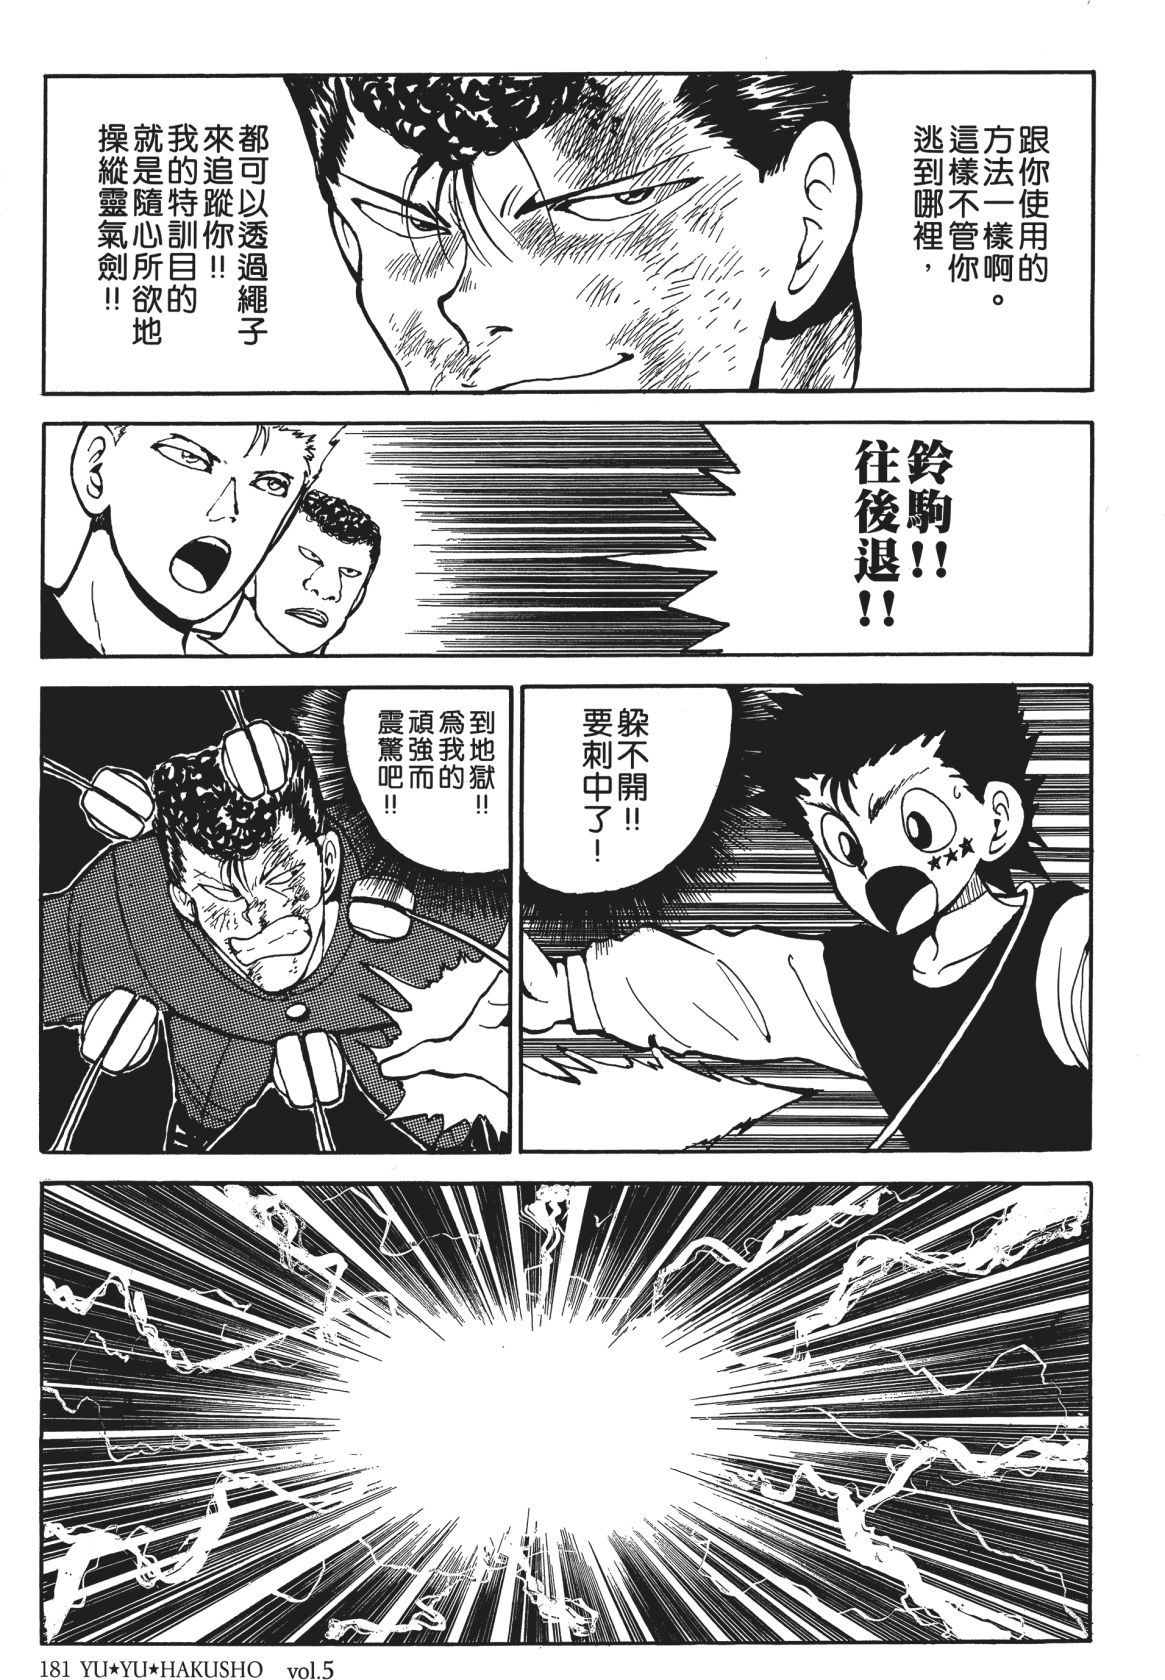 跟你使用的
方法一樣啊。
這樣不管你
逃到哪裡，
都可以透過繩子
來追蹤你!!
我的特訓目的
就是隨心所欲地
操縱靈氣劍!!
鈴駒!!
往後退!!
躲不開!!
要刺中了!
到地獄!!
為我的
頑強而
震驚吧!!
181 YU★YU★HAKUSHO vol.5